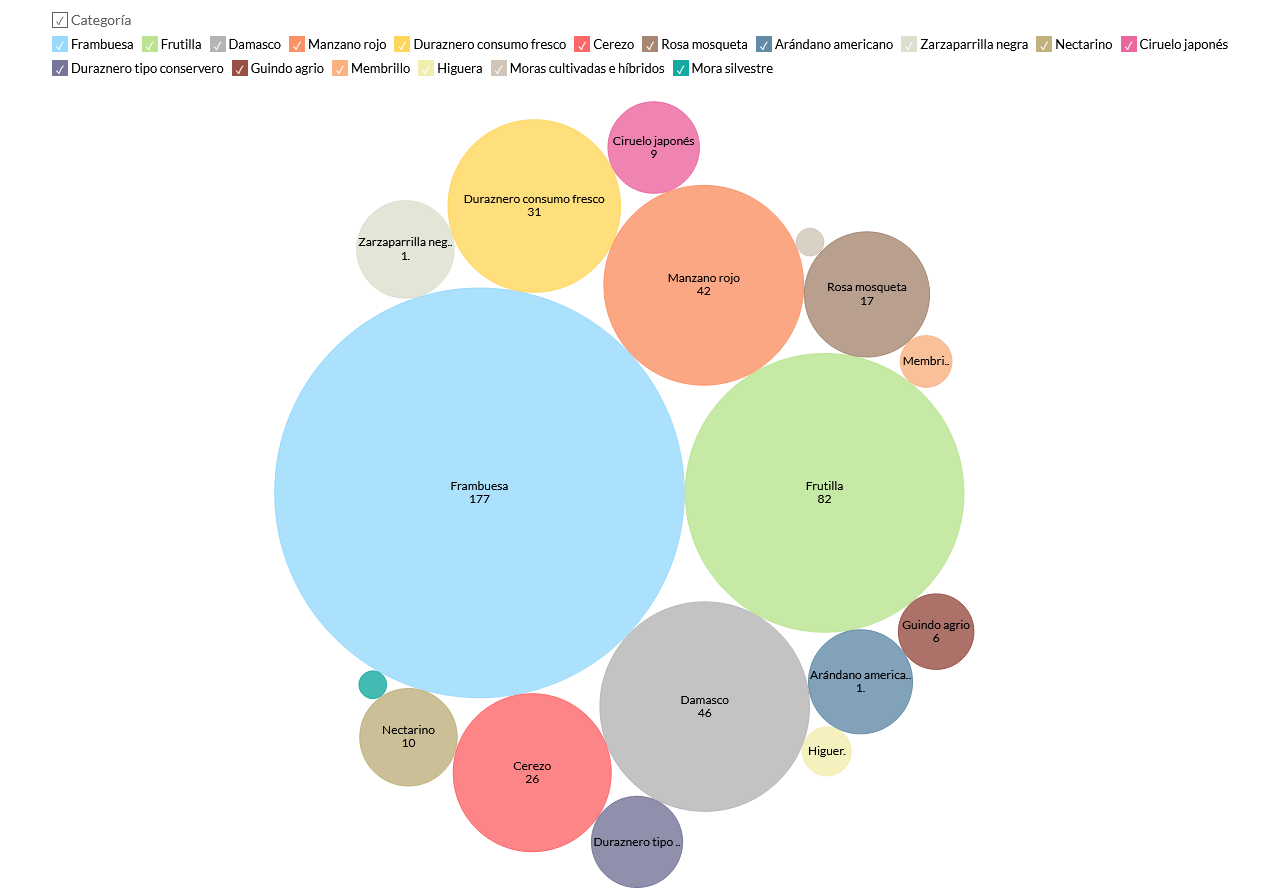 Categoría
Frambuesa Frutilla Damasco Manzano rojo Duraznero consumo fresco Cerezo Rosa mosqueta Arándano americano Zarzaparrilla negra Nectarino Ciruelo japonés
Duraznero tipo conservero Guindo agrio Membrillo Higuera Moras cultivadas e híbridos Mora silvestre
Ciruelo japonés
9
Duraznero consumo fresco
31
Zarzaparrilla neg..
1.
Manzano rojo
42
Rosa mosqueta
17
Membri..
Frambuesa
177
Frutilla
82
Guindo agrio
6
Arándano america..
1.
Damasco
46
Nectarino
10
Higuer.
Cerezo
26
Duraznero tipo ..